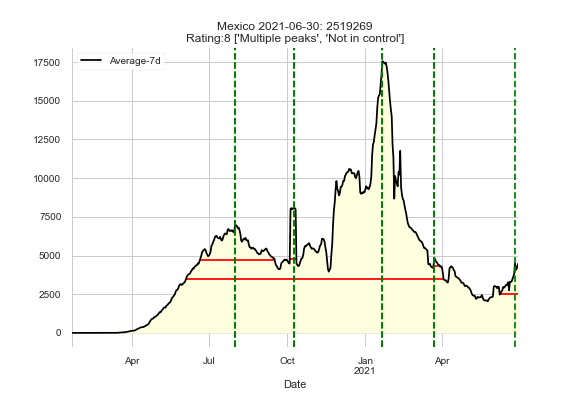 Mexico 2021-06-30: 2519269
Rating:8 ['Multiple peaks', 'Not in control']
Average-7d
17500
15000
12500
10000
7500
5000
2500
0
Apr
Jul
Oct
Jan
2021
Apr
Date